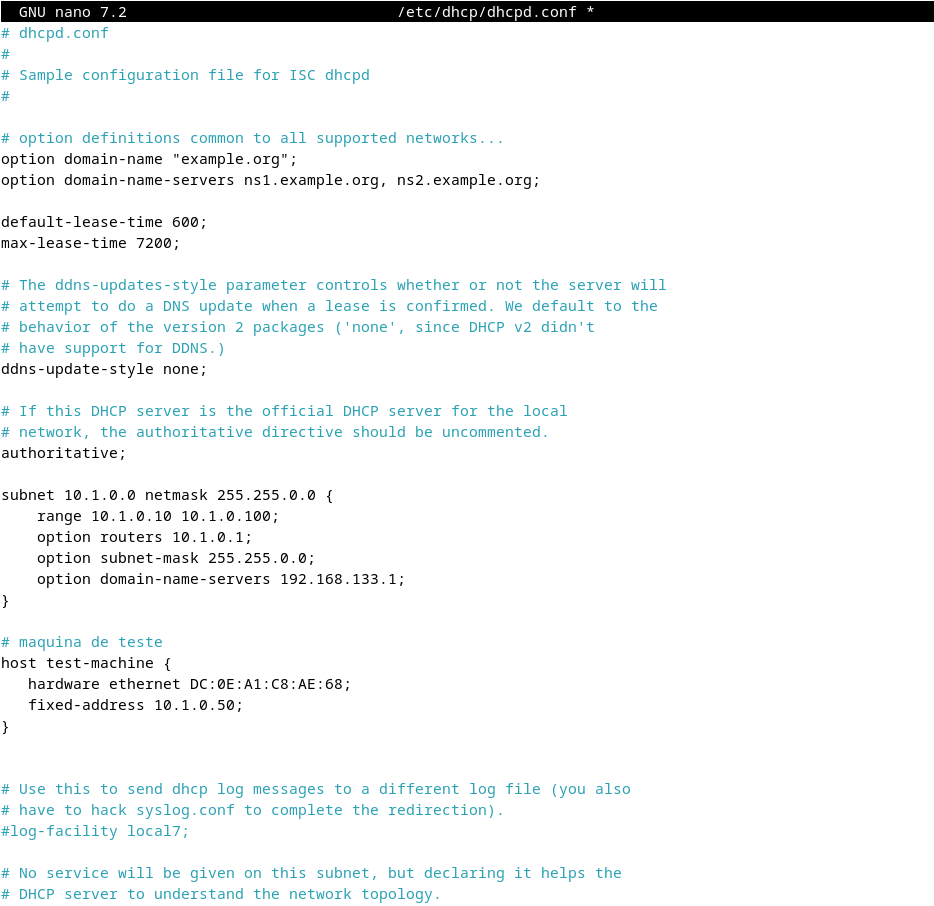 GNU nano 7.2 /etc/dhcp/dhcpd.conf *
# dhcpd.conf
#
# Sample configuration file for ISC dhcpd
#
# option definitions common to all supported networks...
option domain-name "example.org";
option domain-name-servers ns1.example.org, ns2.example.org;
default-lease-time 600;
max-lease-time 7200;
# The ddns-updates-style parameter controls whether or not the server will
# attempt to do a DNS update when a lease is confirmed. We default to the
# behavior of the version 2 packages ('none', since DHCP v2 didn't
# have support for DDNS.)
ddns-update-style none;
# If this DHCP server is the official DHCP server for the local
# network, the authoritative directive should be uncommented.
authoritative;
subnet 10.1.0.0 netmask 255.255.0.0 {
    range 10.1.0.10 10.1.0.100;
    option routers 10.1.0.1;
    option subnet-mask 255.255.0.0;
    option domain-name-servers 192.168.133.1;
}
# maquina de teste
host test-machine {
   hardware ethernet DC:0E:A1:C8:AE:68;
   fixed-address 10.1.0.50;
}
# Use this to send dhcp log messages to a different log file (you also
# have to hack syslog.conf to complete the redirection).
#log-facility local7;
# No service will be given on this subnet, but declaring it helps the
# DHCP server to understand the network topology.